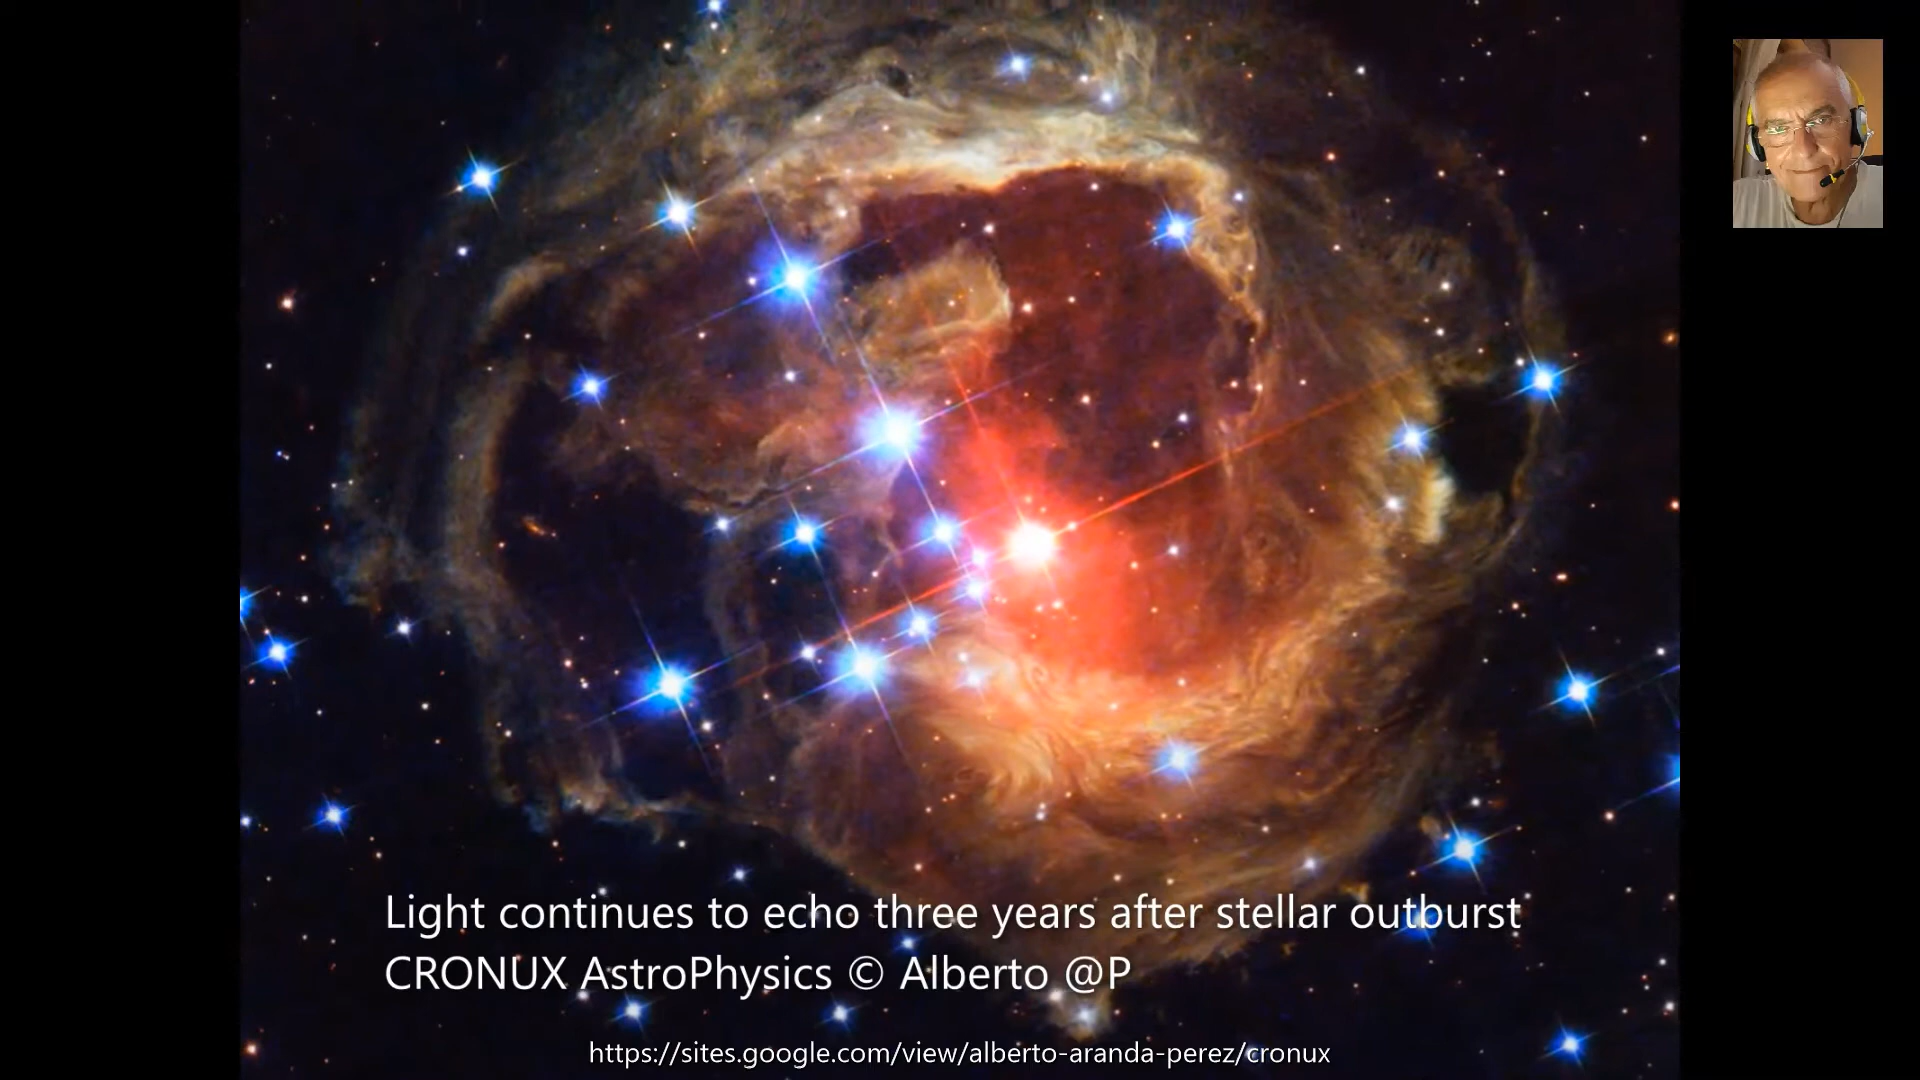 Light continues to echo three years after stellar outburst
CRONUX AstroPhysics © Alberto @P
https://sites.google.com/view/alberto-aranda-perez/cronux